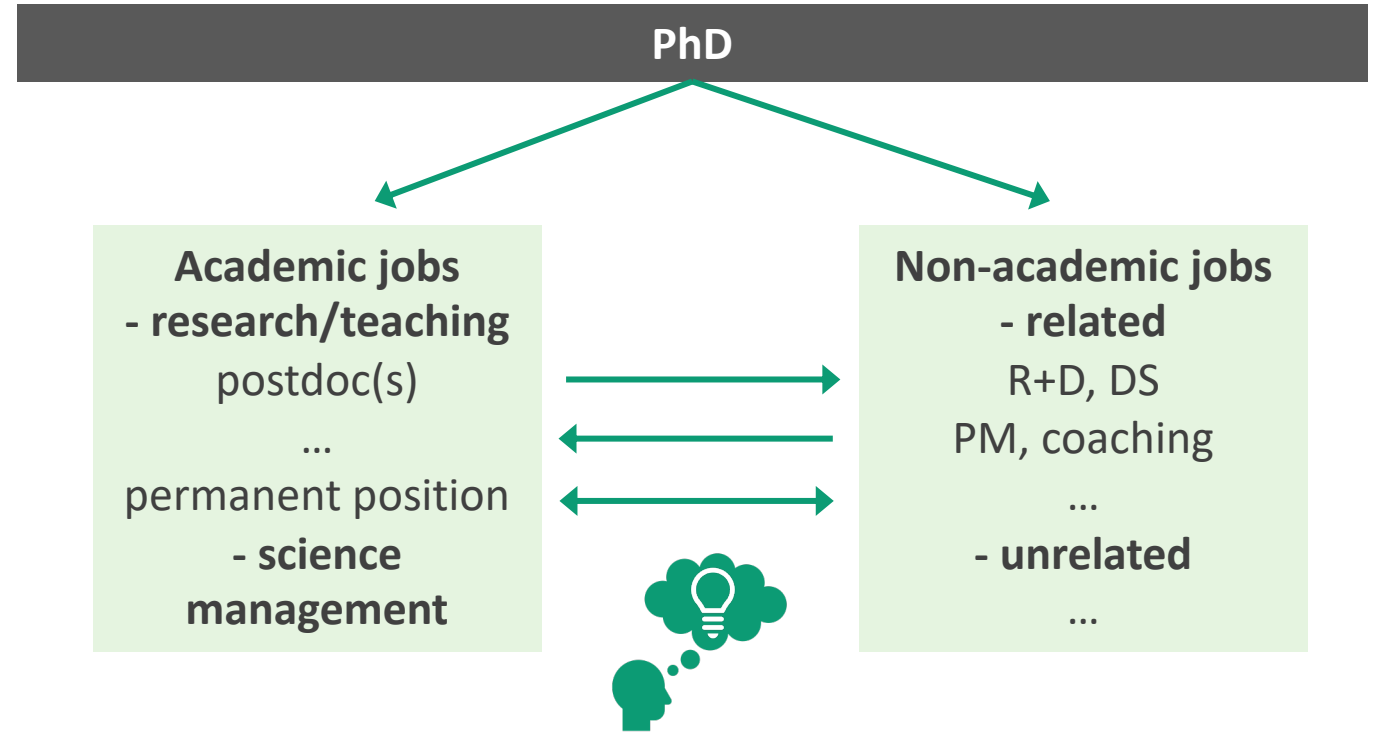 PhD
Academic jobs
- research/teaching
postdoc(s)
…
permanent position
- science
management
Non-academic jobs
- related
R+D, DS
PM, coaching
…
- unrelated
…